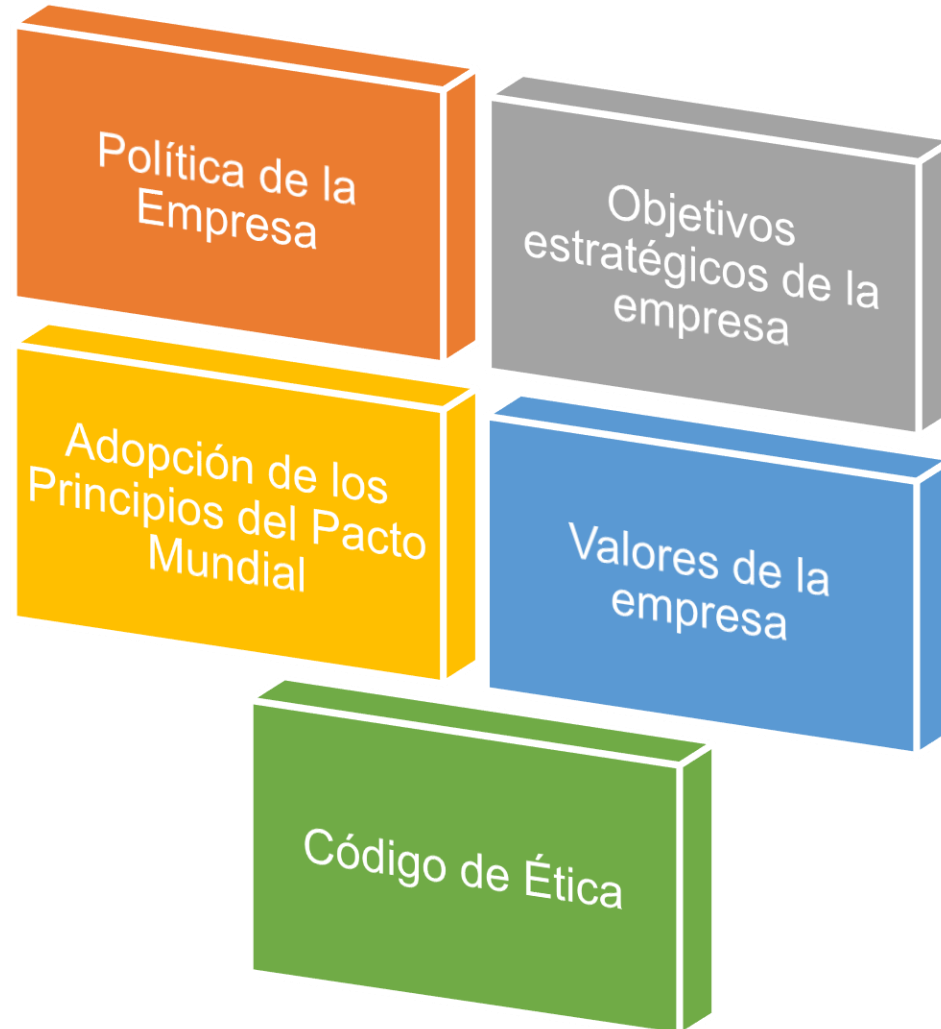 Política de la
Empresa
Objetivos
estratégicos de la
empresa
Adopción de los
Principios del Pacto
Mundial
Valores de la
empresa
Código de Ética